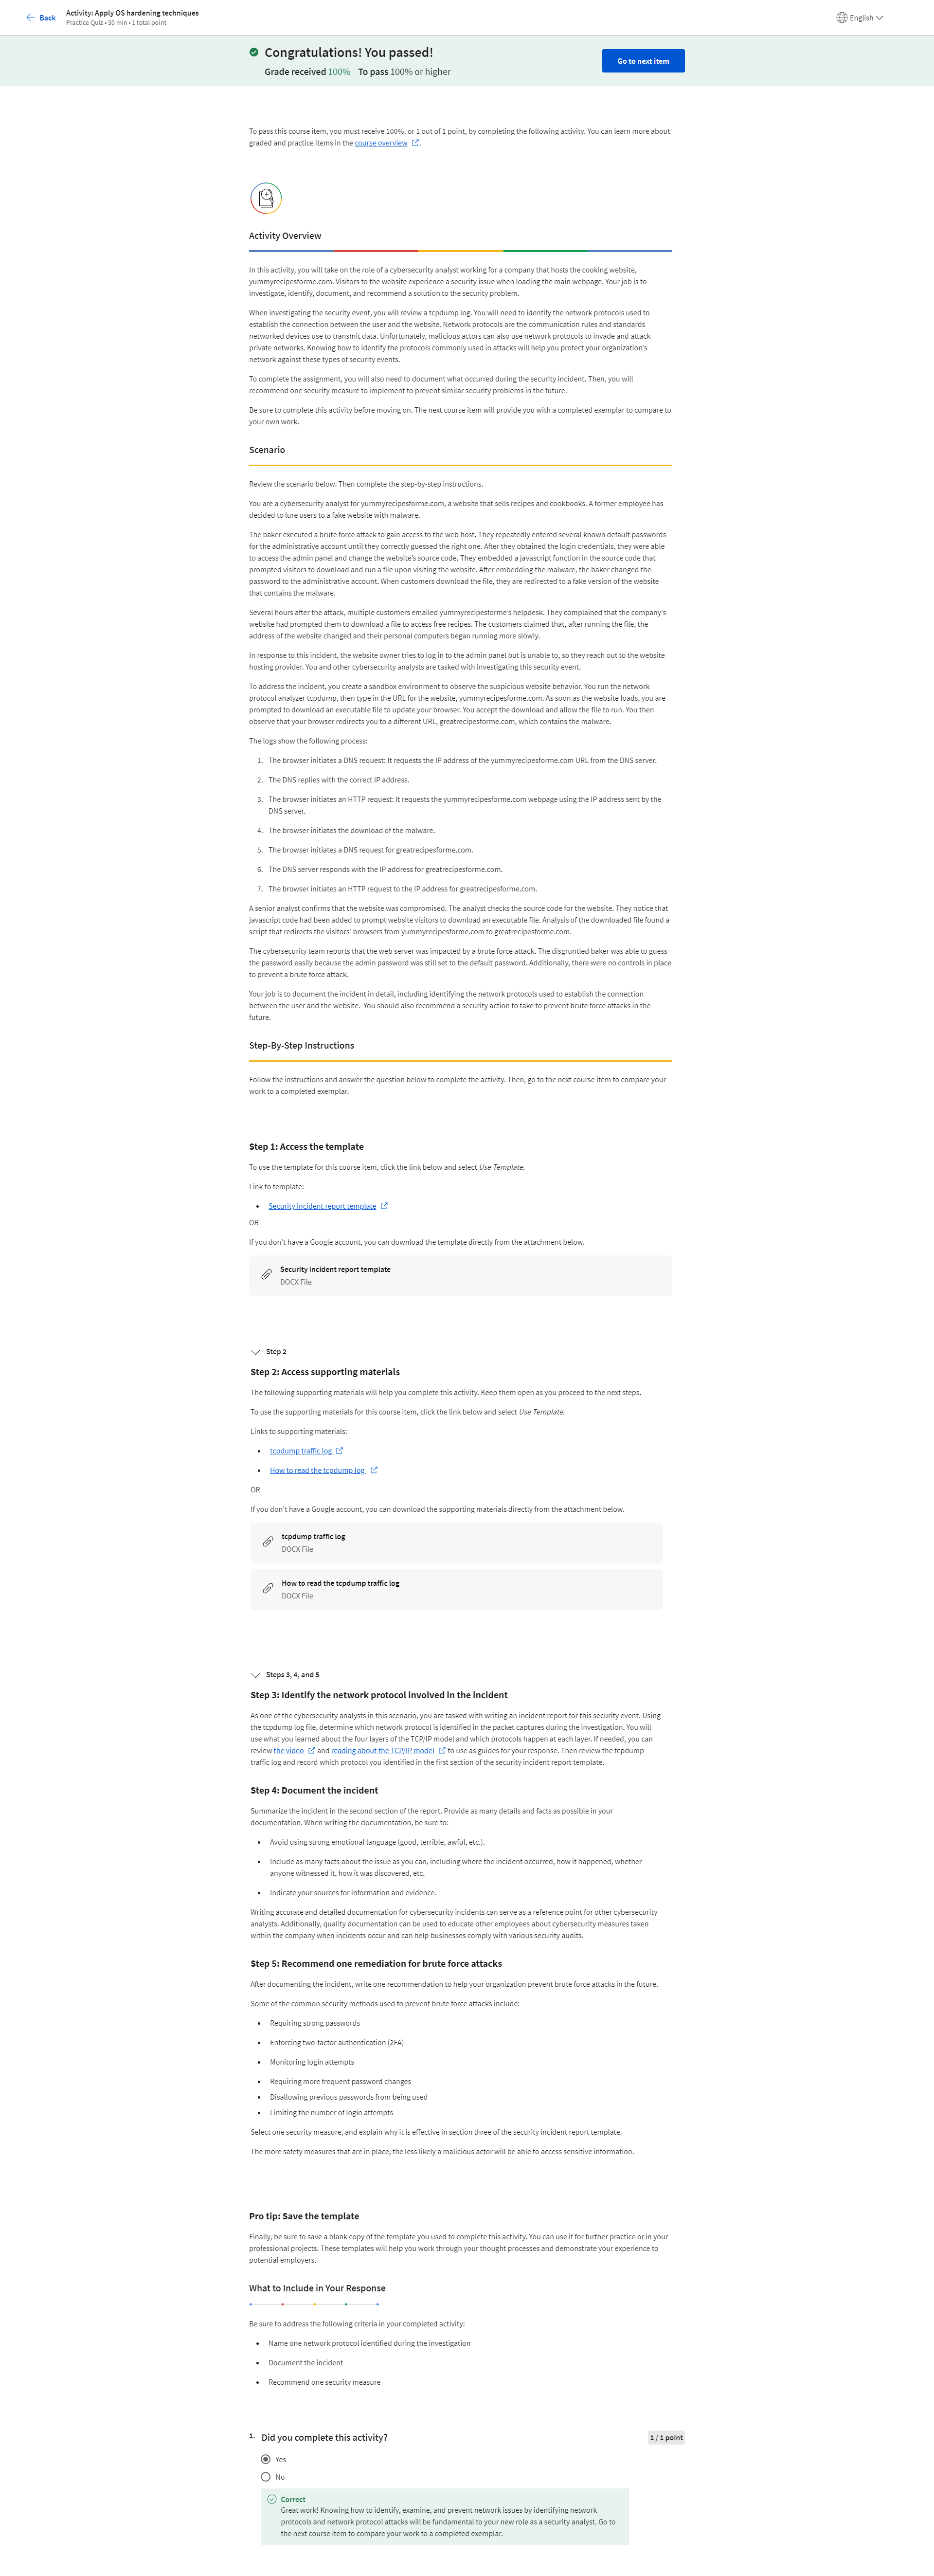 Back
Activity: Apply OS hardening techniques
Practice Quiz • 30 min • 1 total point
English
Congratulations! You passed!
Grade received 100% To pass 100% or higher
Go to next item
To pass this course item, you must receive 100%, or 1 out of 1 point, by completing the following activity. You can learn more about
graded and practice items in the course overview.
Activity Overview
In this activity, you will take on the role of a cybersecurity analyst working for a company that hosts the cooking website,
yummyrecipesforme.com. Visitors to the website experience a security issue when loading the main webpage. Your job is to
investigate, identify, document, and recommend a solution to the security problem.
When investigating the security event, you will review a tcpdump log. You will need to identify the network protocols used to
establish the connection between the user and the website. Network protocols are the communication rules and standards
networked devices use to transmit data. Unfortunately, malicious actors can also use network protocols to invade and attack
private networks. Knowing how to identify the protocols commonly used in attacks will help you protect your organization's
network against these types of security events.
To complete the assignment, you will also need to document what occurred during the security incident. Then, you will
recommend one security measure to implement to prevent similar security problems in the future.
Be sure to complete this activity before moving on. The next course item will provide you with a completed exemplar to compare to
your own work.
Scenario
Review the scenario below. Then complete the step-by-step instructions.
You are a cybersecurity analyst for yummyrecipesforme.com, a website that sells recipes and cookbooks. A former employee has
decided to lure users to a fake website with malware.
The baker executed a brute force attack to gain access to the web host. They repeatedly entered several known default passwords
for the administrative account until they correctly guessed the right one. After they obtained the login credentials, they were able
to access the admin panel and change the website's source code. They embedded a javascript function in the source code that
prompted visitors to download and run a file upon visiting the website. After embedding the malware, the baker changed the
password to the administrative account. When customers download the file, they are redirected to a fake version of the website
that contains the malware.
Several hours after the attack, multiple customers emailed yummyrecipesforme's helpdesk. They complained that the company's
website had prompted them to download a file to access free recipes. The customers claimed that, after running the file, the
address of the website changed and their personal computers began running more slowly.
In response to this incident, the website owner tries to log in to the admin panel but is unable to, so they reach out to the website
hosting provider. You and other cybersecurity analysts are tasked with investigating this security event.
To address the incident, you create a sandbox environment to observe the suspicious website behavior. You run the network
protocol analyzer tcpdump, then type in the URL for the website, yummyrecipesforme.com. As soon as the website loads, you are
prompted to download an executable file to update your browser. You accept the download and allow the file to run. You then
observe that your browser redirects you to a different URL, greatrecipesforme.com, which contains the malware.
The logs show the following process:
1. The browser initiates a DNS request: It requests the IP address of the yummyrecipesforme.com URL from the DNS server.
2. The DNS replies with the correct IP address.
3. The browser initiates an HTTP request: It requests the yummyrecipesforme.com webpage using the IP address sent by the
DNS server.
4. The browser initiates the download of the malware.
5. The browser initiates a DNS request for greatrecipesforme.com.
6. The DNS server responds with the IP address for greatrecipesforme.com.
7. The browser initiates an HTTP request to the IP address for greatrecipesforme.com.
A senior analyst confirms that the website was compromised. The analyst checks the source code for the website. They notice that
javascript code had been added to prompt website visitors to download an executable file. Analysis of the downloaded file found a
script that redirects the visitors' browsers from yummyrecipesforme.com to greatrecipesforme.com.
The cybersecurity team reports that the web server was impacted by a brute force attack. The disgruntled baker was able to guess
the password easily because the admin password was still set to the default password. Additionally, there were no controls in place
to prevent a brute force attack.
Your job is to document the incident in detail, including identifying the network protocols used to establish the connection
between the user and the website.  You should also recommend a security action to take to prevent brute force attacks in the
future.
Step-By-Step Instructions
Follow the instructions and answer the question below to complete the activity. Then, go to the next course item to compare your
work to a completed exemplar.
Step 1: Access the template
To use the template for this course item, click the link below and select Use Template.
Link to template:
• Security incident report template
OR
If you don't have a Google account, you can download the template directly from the attachment below.
Security incident report template
DOCX File
Step 2
Step 2: Access supporting materials
The following supporting materials will help you complete this activity. Keep them open as you proceed to the next steps.
To use the supporting materials for this course item, click the link below and select Use Template.
Links to supporting materials:
• tcpdump traffic log
• How to read the tcpdump log
OR
If you don't have a Google account, you can download the supporting materials directly from the attachment below.
tcpdump traffic log
DOCX File
How to read the tcpdump traffic log
DOCX File
Steps 3, 4, and 5
Step 3: Identify the network protocol involved in the incident
As one of the cybersecurity analysts in this scenario, you are tasked with writing an incident report for this security event. Using
the tcpdump log file, determine which network protocol is identified in the packet captures during the investigation. You will
use what you learned about the four layers of the TCP/IP model and which protocols happen at each layer. If needed, you can
review the video and reading about the TCP/IP model to use as guides for your response. Then review the tcpdump
traffic log and record which protocol you identified in the first section of the security incident report template.
Step 4: Document the incident
Summarize the incident in the second section of the report. Provide as many details and facts as possible in your
documentation. When writing the documentation, be sure to:
• Avoid using strong emotional language (good, terrible, awful, etc.).
• Include as many facts about the issue as you can, including where the incident occurred, how it happened, whether
anyone witnessed it, how it was discovered, etc.
• Indicate your sources for information and evidence.
Writing accurate and detailed documentation for cybersecurity incidents can serve as a reference point for other cybersecurity
analysts. Additionally, quality documentation can be used to educate other employees about cybersecurity measures taken
within the company when incidents occur and can help businesses comply with various security audits.
Step 5: Recommend one remediation for brute force attacks
After documenting the incident, write one recommendation to help your organization prevent brute force attacks in the future.
Some of the common security methods used to prevent brute force attacks include:
• Requiring strong passwords
• Enforcing two-factor authentication (2FA)
• Monitoring login attempts
• Requiring more frequent password changes
• Disallowing previous passwords from being used
• Limiting the number of login attempts
Select one security measure, and explain why it is effective in section three of the security incident report template.
The more safety measures that are in place, the less likely a malicious actor will be able to access sensitive information.
Pro tip: Save the template
Finally, be sure to save a blank copy of the template you used to complete this activity. You can use it for further practice or in your
professional projects. These templates will help you work through your thought processes and demonstrate your experience to
potential employers.
What to Include in Your Response
Be sure to address the following criteria in your completed activity:
• Name one network protocol identified during the investigation
• Document the incident
• Recommend one security measure
1. Did you complete this activity?
1 / 1 point
Yes
No
Correct
Great work! Knowing how to identify, examine, and prevent network issues by identifying network
protocols and network protocol attacks will be fundamental to your new role as a security analyst. Go to
the next course item to compare your work to a completed exemplar.